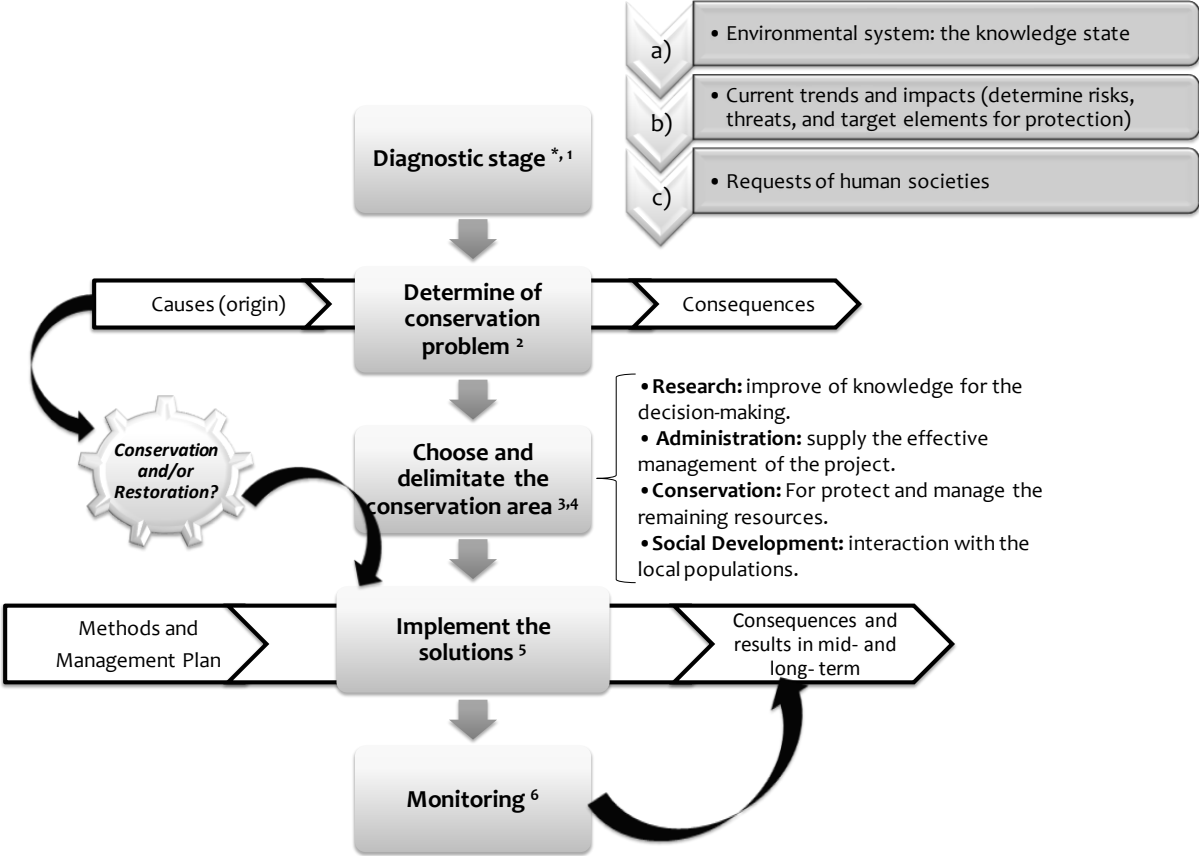 a)
• Environmental system: the knowledge state
b)
• Current trends and impacts (determine risks,
threats, and target elements for protection)
c)
• Requests of human societies
Diagnostic stage *, 1
Causes (origin)
Determine of
conservation
problem 2
Consequences
Conservation
and/or
Restoration?
Choose and
delimitate the
conservation area 3,4
•Research: improve of knowledge for the
decision-making.
• Administration: supply the effective
management of the project.
•Conservation: For protect and manage the
remaining resources.
•Social Development: interaction with the
local populations.
Methods and
Management Plan
Implement the
solutions 5
Consequences and
results in mid- and
long- term
Monitoring 6